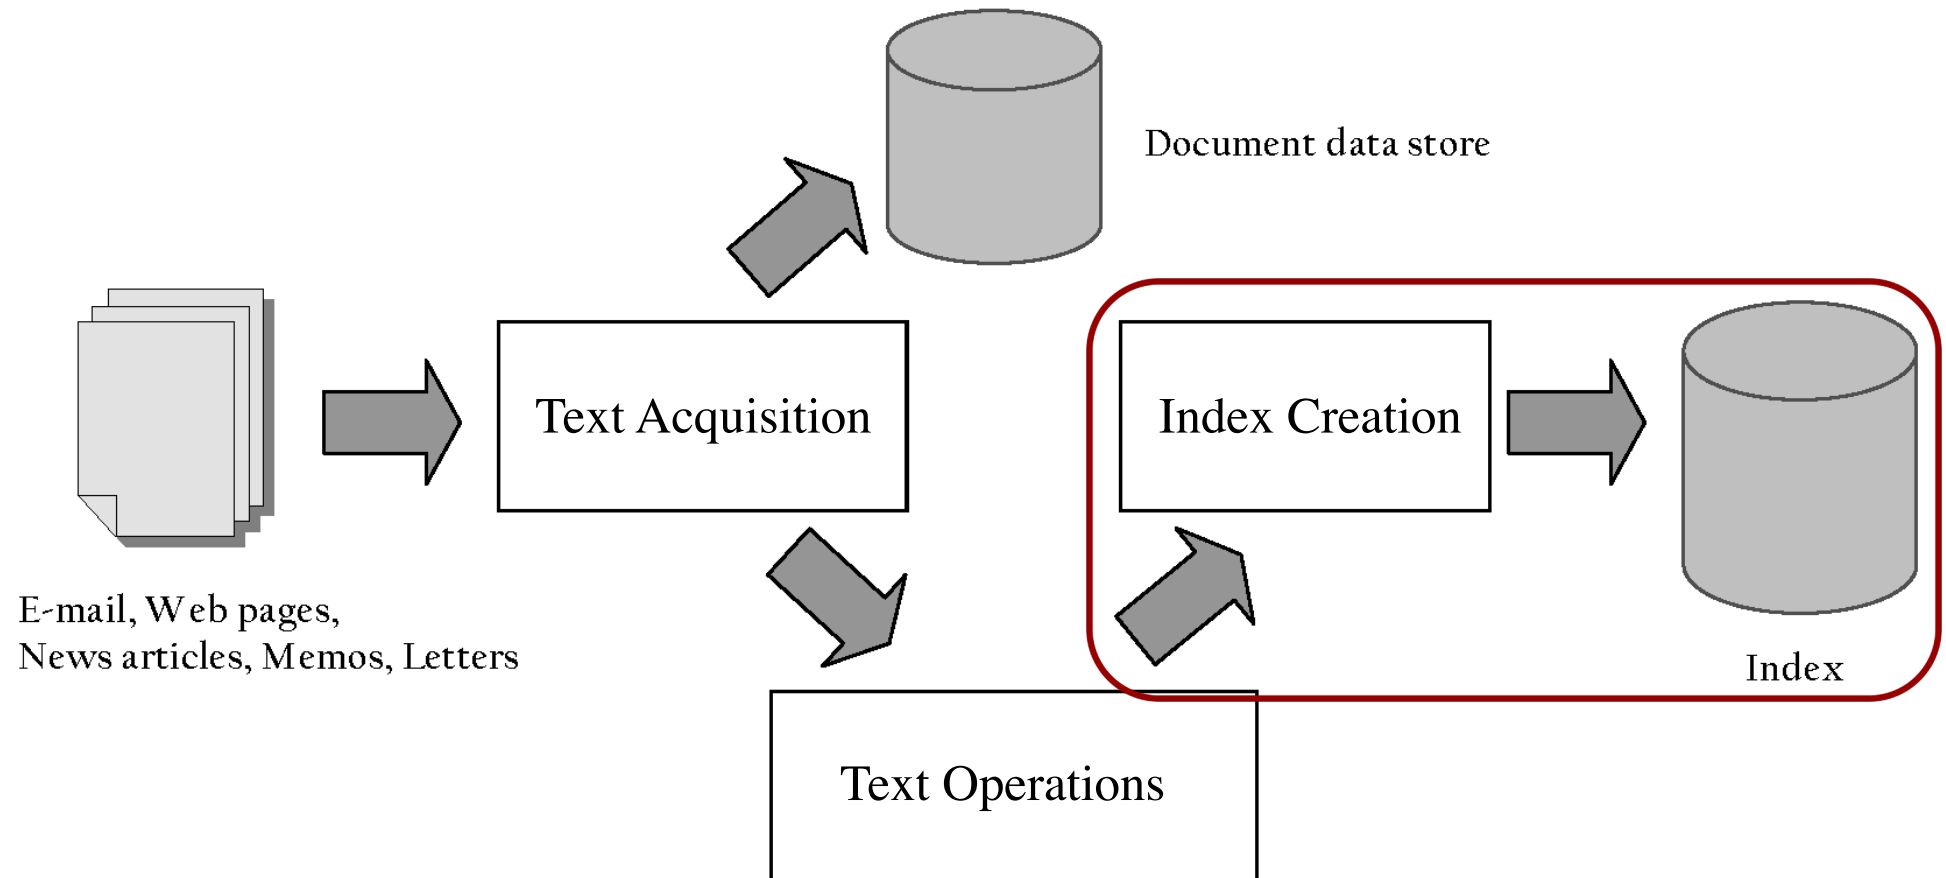 Document data store
Text Acquisition
Index Creation
E-mail, Web pages,
News articles, Memos, Letters
Index
Text Operations